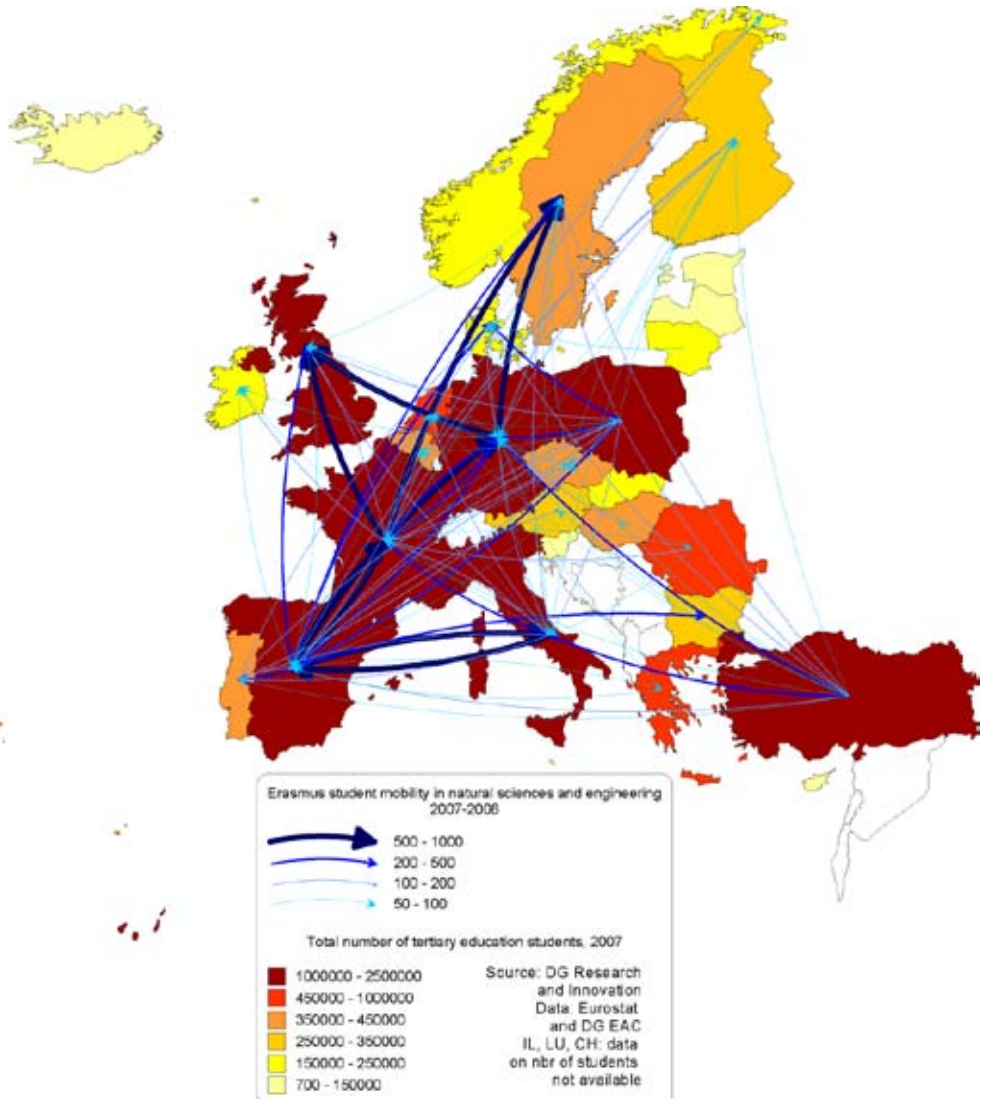 Erasmus student mobility in natural sciences and engineering
2007-2008
500 - 1000
200 - 500
100 - 200
50 - 100
Total number of tertiary education students, 2007
1000000 - 2500000
450000 - 1000000
350000 - 450000
250000 - 350000
150000 - 250000
700 - 150000
Source: DG Research
and Innovation
Data: Eurostat
and DG EAC
IL, LU, CH: data
on nbr of students
not available